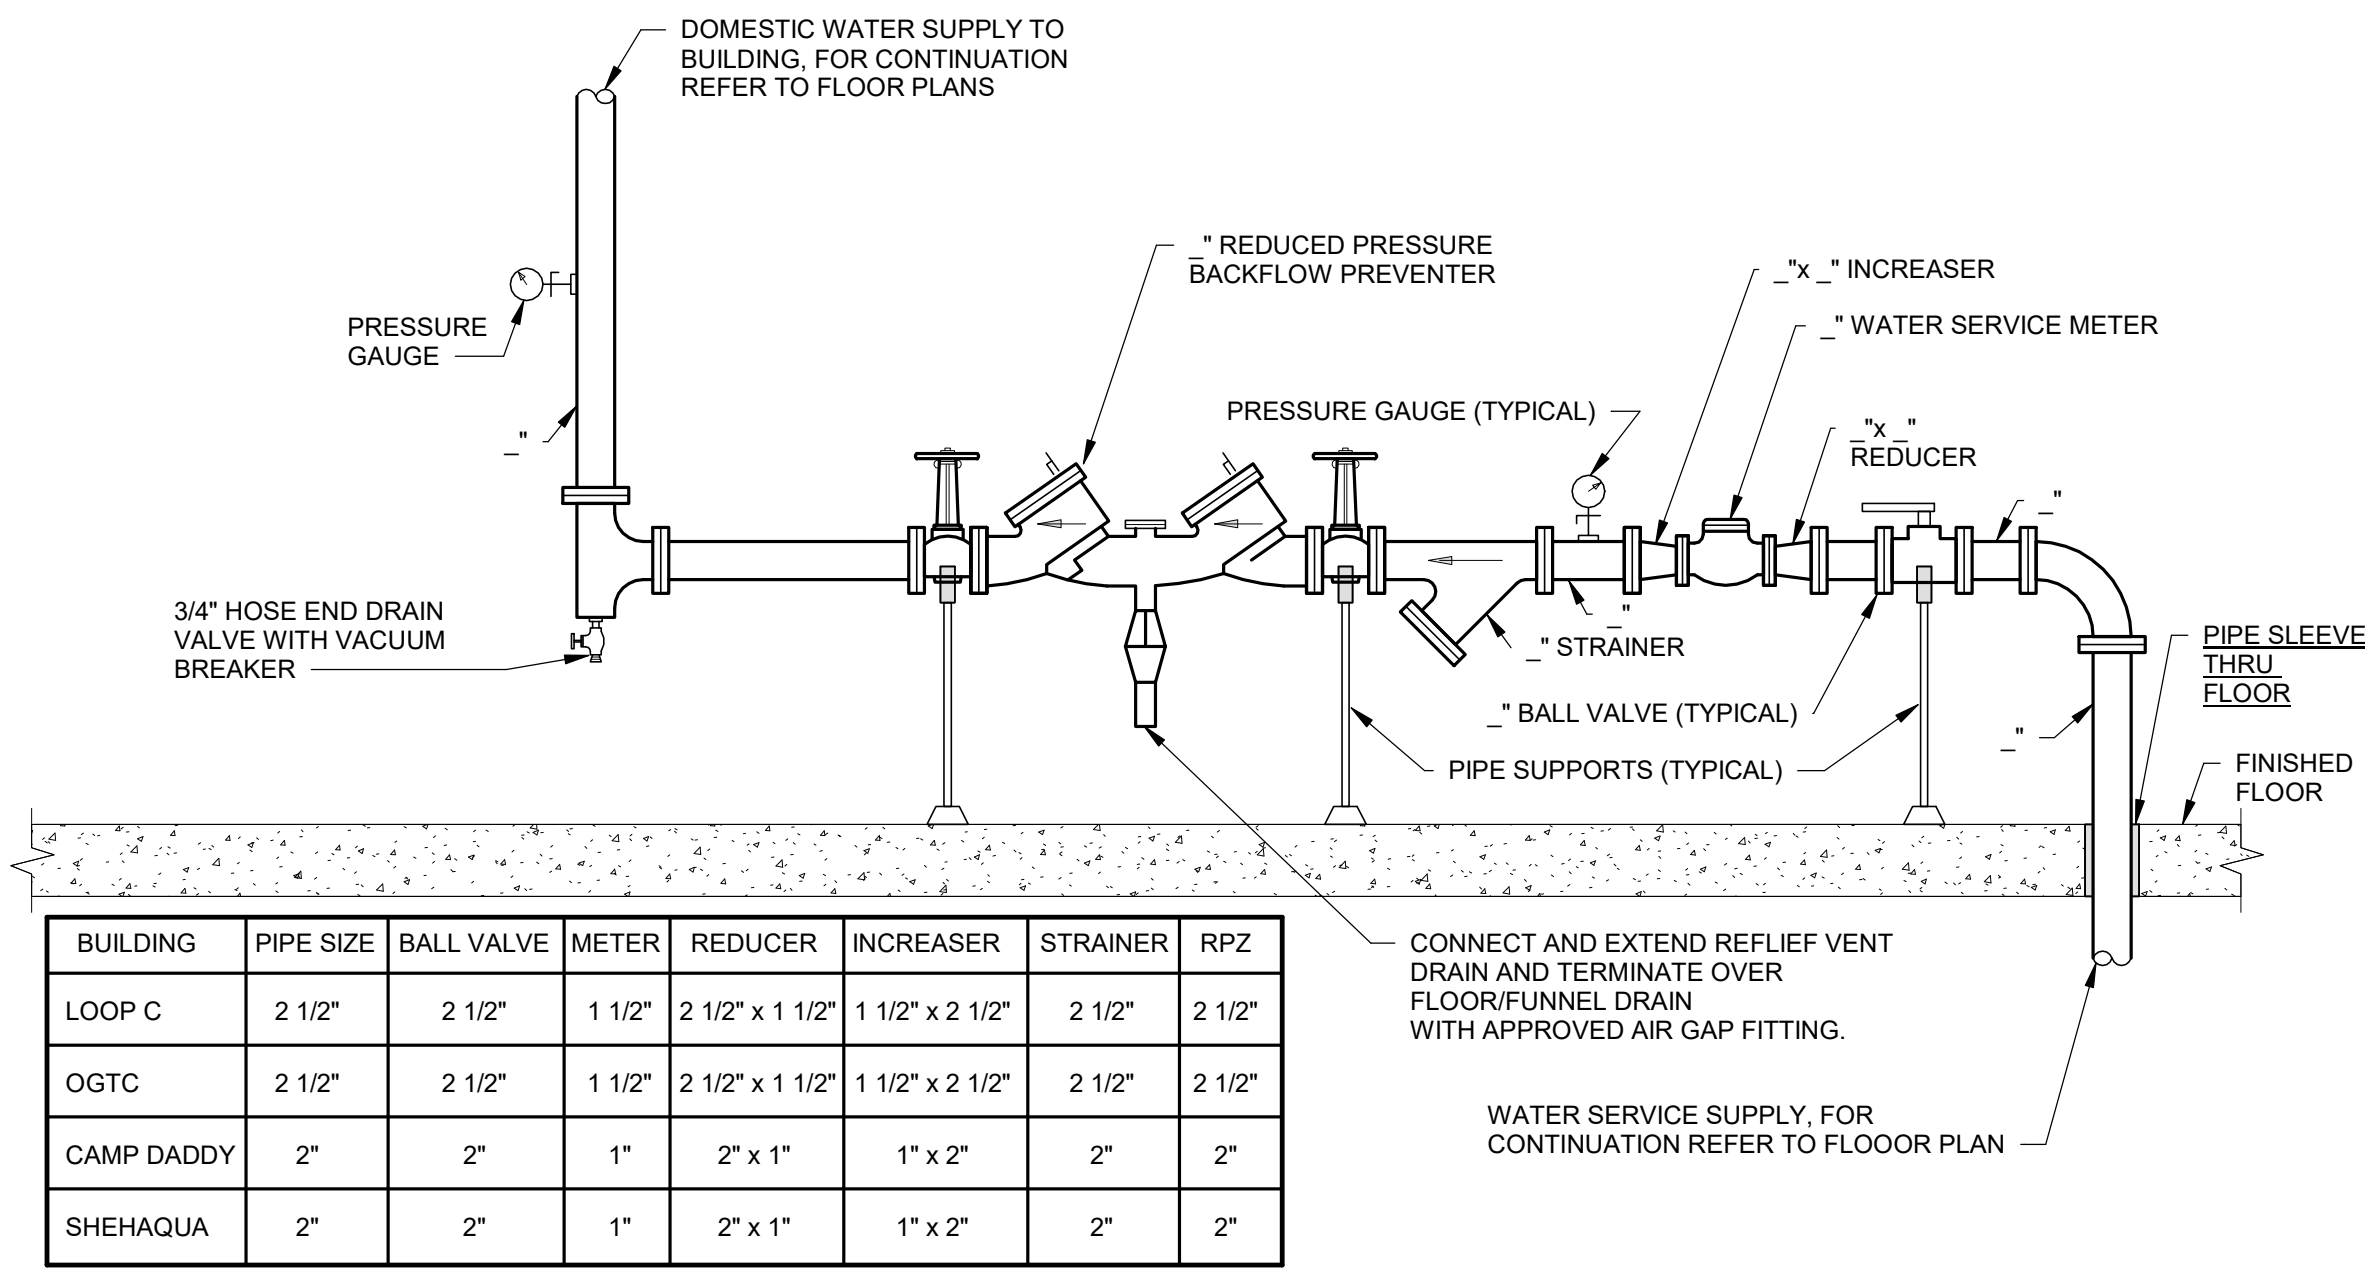 DOMESTIC WATER SUPPLY TO
BUILDING, FOR CONTINUATION
REFER TO FLOOR PLANS
_" REDUCED PRESSURE
BACKFLOW PREVENTER
_"x _" INCREASER
_" WATER SERVICE METER
PRESSURE
GAUGE
PRESSURE GAUGE (TYPICAL)
_"x _"
REDUCER
_"
_"
3/4" HOSE END DRAIN
VALVE WITH VACUUM
BREAKER
_"
_" STRAINER
PIPE SLEEVE
THRU
FLOOR
_" BALL VALVE (TYPICAL)
_"
PIPE SUPPORTS (TYPICAL)
FINISHED
FLOOR
BUILDING PIPE SIZE BALL VALVE METER REDUCER INCREASER STRAINER RPZ
LOOP C 2 1/2" 2 1/2" 1 1/2" 2 1/2" x 1 1/2" 1 1/2" x 2 1/2" 2 1/2" 2 1/2"
OGTC 2 1/2" 2 1/2" 1 1/2" 2 1/2" x 1 1/2" 1 1/2" x 2 1/2" 2 1/2" 2 1/2"
CAMP DADDY 2" 2" 1" 2" x 1" 1" x 2" 2" 2"
SHEHAQUA 2" 2" 1" 2" x 1" 1" x 2" 2" 2"
CONNECT AND EXTEND REFLIEF VENT
DRAIN AND TERMINATE OVER
FLOOR/FUNNEL DRAIN
WITH APPROVED AIR GAP FITTING.
WATER SERVICE SUPPLY, FOR
CONTINUATION REFER TO FLOOOR PLAN